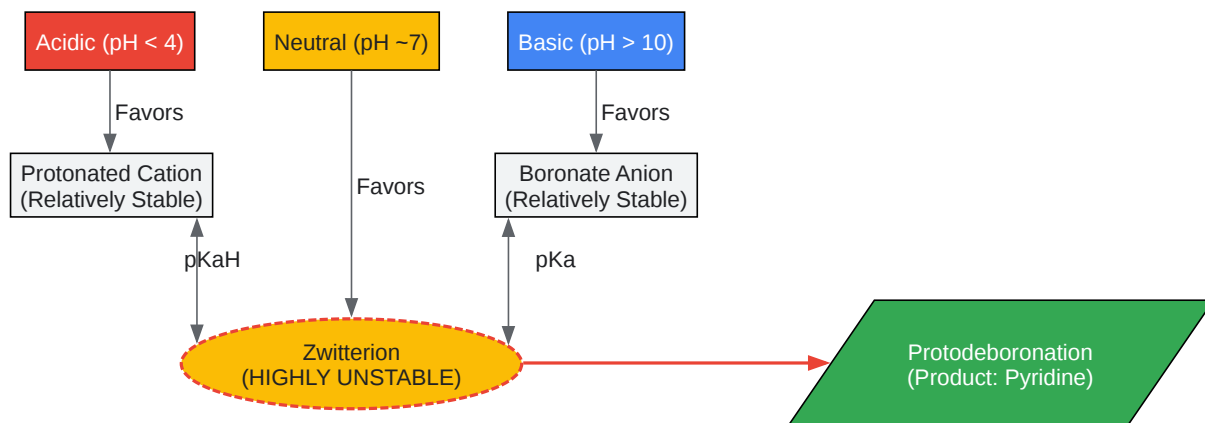 Acidic (pH < 4)
Neutral (pH ~7)
Basic (pH > 10)
Favors
Favors
Protonated Cation
(Relatively Stable)
Favors
Boronate Anion
(Relatively Stable)
pKaH
pKa
Zwitterion
(HIGHLY UNSTABLE)
Protodeboronation
(Product: Pyridine)